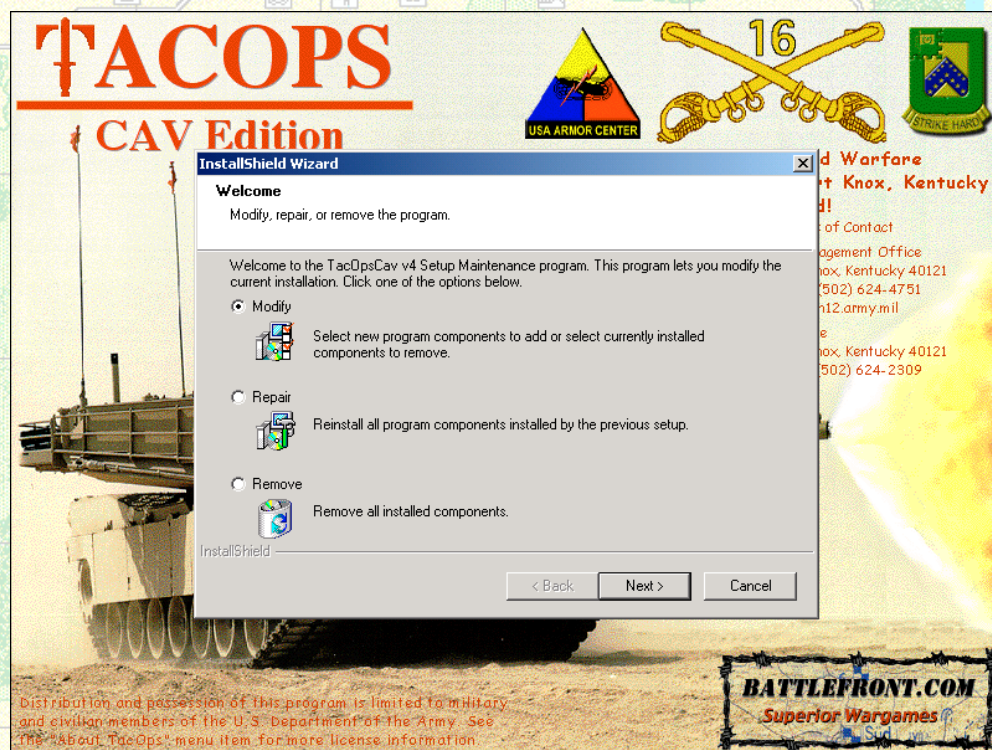 TACOPS
CAV Edition
16
USA ARMOR CENTER
STRIKE HARD
d Warfare
t Knox, Kentucky
d!
of Contact
agement Office
ox, Kentucky 40121
(502) 624-4751
12.army.mil
e
ox, Kentucky 40121
(502) 624-2309
InstallShield Wizard
Welcome
Modify, repair, or remove the program.
Welcome to the TacOpsCav v4 Setup Maintenance program. This program lets you modify the
current installation. Click one of the options below.
Modify
Select new program components to add or select currently installed
components to remove.
Repair
Reinstall all program components installed by the previous setup.
Remove
Remove all installed components.
InstallShield
< Back
Next >
Cancel
Distribution and possession of this program is limited to military
and civilian members of the U.S. Department of the Army. See
the "About TacOps" menu item for more license information.
BATTLEFRONT.COM
Superior Wargames